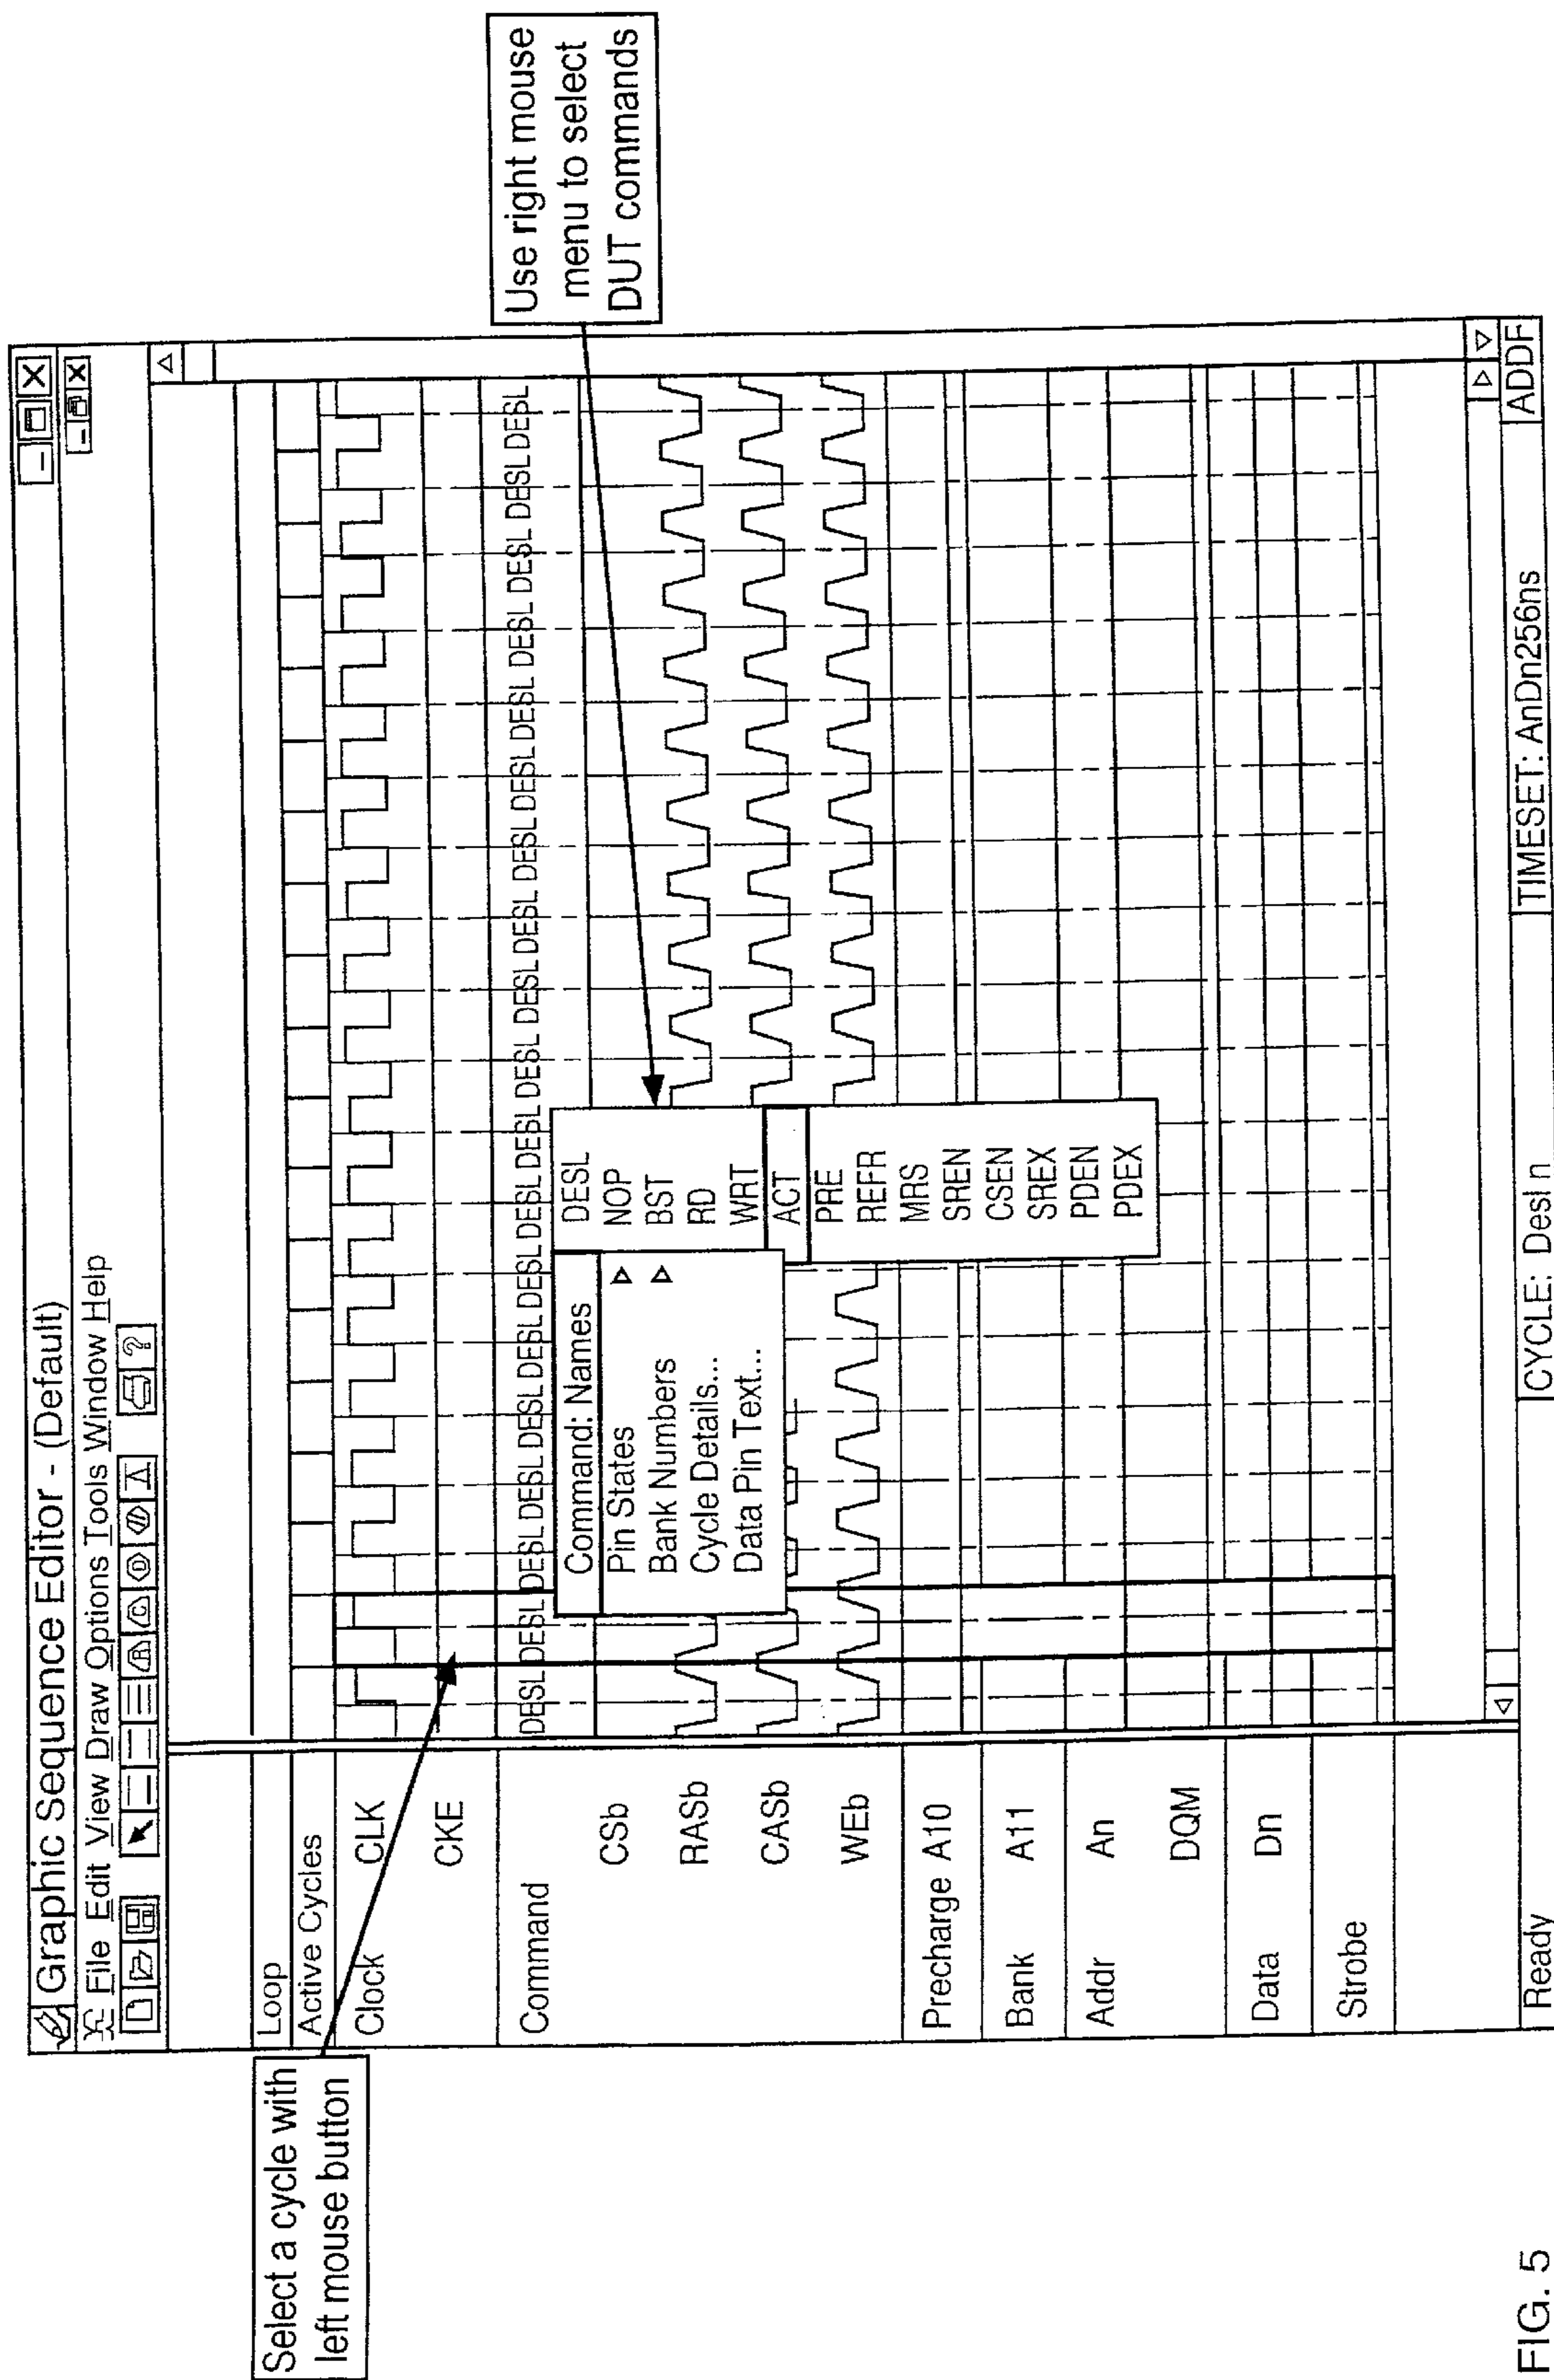 Graphic Sequence Editor - (Default)
File Edit View Draw Options Tools Window Help
Loop
Active Cycles
Clock CLK
CKE
Command
DESL DESL DESL DESL DESL DESL DESL DESL DESL DESL DESL DESL DESL DESL DESL DESL DESL DESL DESL
CSb
RASb
CASb
WEb
Precharge A10
Bank A11
Addr An
DQM
Data Dn
Strobe
Command: Names
Pin States
Bank Numbers
Cycle Details...
Data Pin Text...
DESL
NOP
BST
RD
WRT
ACT
PRE
REFR
MRS
SREN
CSEN
SREX
PDEN
PDEX
Ready
CYCLE: Desl n
TIMESET: AnDn256ns
ADDF
Select a cycle with
left mouse button
Use right mouse
menu to select
DUT commands
FIG. 5